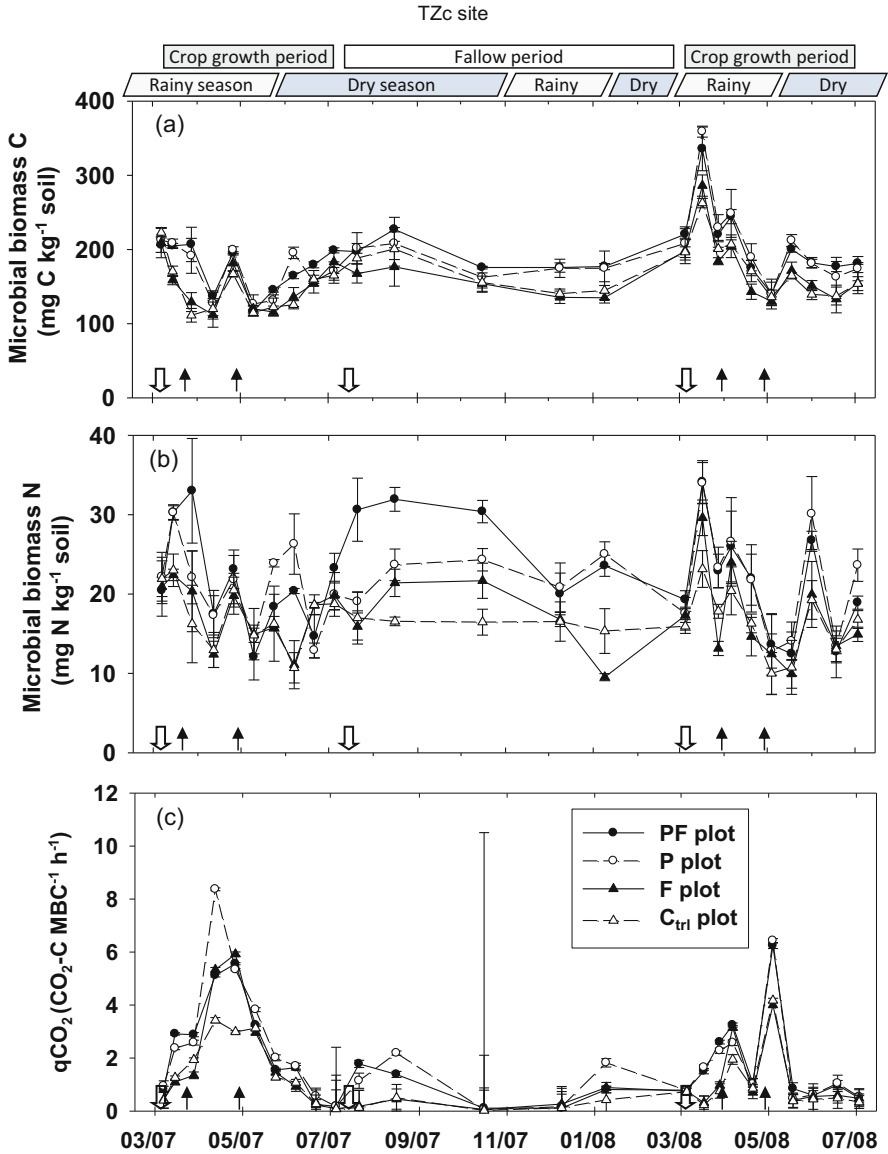 TZc site
Crop growth period
Fallow period
Crop growth period
Rainy season
Dry season
Rainy
Dry
Rainy
Dry
Microbial biomass C
(mg C kg⁻¹ soil)
(a)
400
300
200
100
0
Microbial biomass N
(mg N kg⁻¹ soil)
(b)
40
30
20
10
0
qCO₂ (CO₂-C MBC⁻¹ h⁻¹)
(c)
12
10
8
6
4
2
0
PF plot
P plot
F plot
Cₜᵣₗ plot
03/07 05/07 07/07 09/07 11/07 01/08 03/08 05/08 07/08